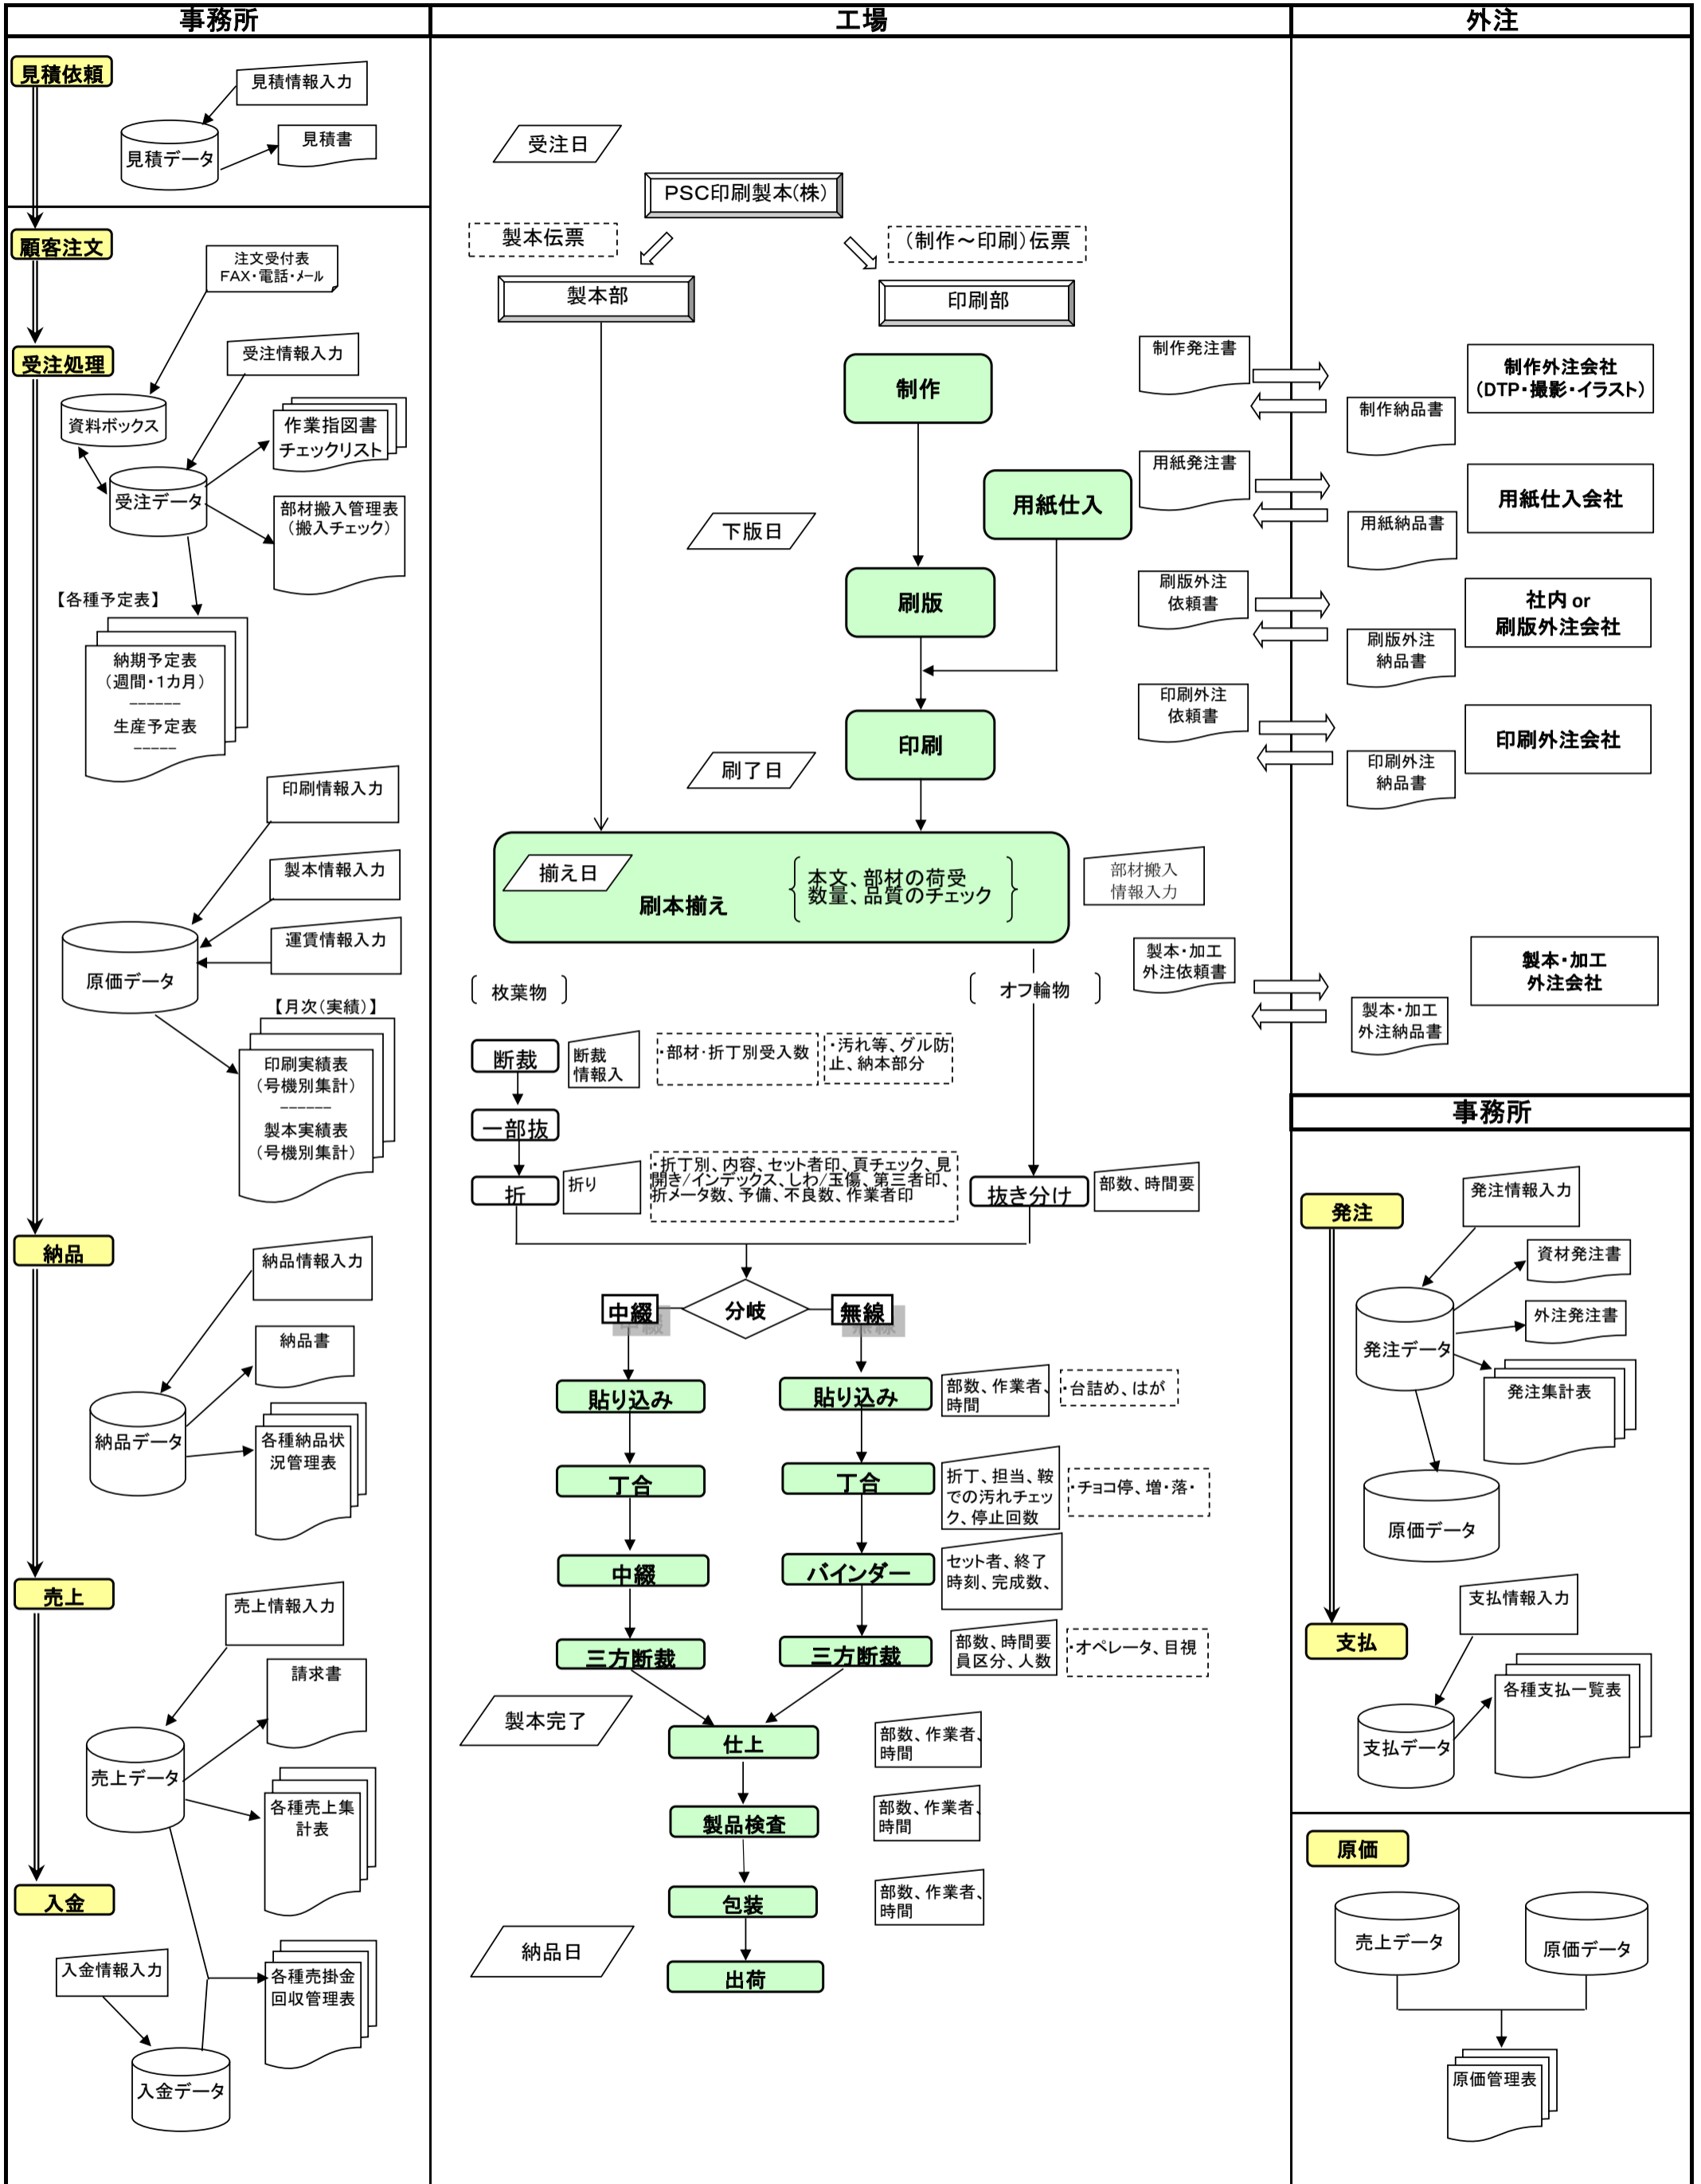 事務所
見積依頼
見積情報入力
見積データ
見積書
顧客注文
注文受付表
FAX・電話・メール
受注処理
受注情報入力
資料ボックス
作業指図書
チェックリスト
受注データ
部材搬入管理表
(搬入チェック)
【各種予定表】
納期予定表
(週間・1カ月)
------
生産予定表
-----
印刷情報入力
製本情報入力
運賃情報入力
原価データ
【月次(実績)】
印刷実績表
(号機別集計)
------
製本実績表
(号機別集計)
納品
納品情報入力
納品書
納品データ
各種納品状
況管理表
売上
売上情報入力
請求書
売上データ
各種売上集
計表
入金
入金情報入力
各種売掛金
回収管理表
入金データ
工場
受注日
PSC印刷製本(株)
製本伝票
(制作～印刷)伝票
製本部
印刷部
制作
用紙仕入
下版日
刷版
印刷
刷了日
揃え日
刷本揃え
本文、部材の荷受
数量、品質のチェック
部材搬入
情報入力
枚葉物
オフ輪物
断裁
断裁
情報入
・部材・折丁別受入数
・汚れ等、グル防
止、納本部分
一部抜
折
折り
・折丁別、内容、セット者印、頁チェック、見
開き/インデックス、しわ/玉傷、第三者印、
折メータ数、予備、不良数、作業者印
抜き分け
部数、時間要
中綴
分岐
無線
貼り込み
貼り込み
部数、作業者、
時間
・台詰め、はが
丁合
丁合
折丁、担当、鞍
での汚れチェッ
ク、停止回数
・チョコ停、増・落・
中綴
バインダー
セット者、終了
時刻、完成数、
三方断裁
三方断裁
部数、時間要
員区分、人数
・オペレータ、目視
製本完了
仕上
部数、作業者、
時間
製品検査
部数、作業者、
時間
包装
部数、作業者、
時間
納品日
出荷
外注
制作発注書
制作外注会社
(DTP・撮影・イラスト)
制作納品書
用紙発注書
用紙仕入会社
用紙納品書
刷版外注
依頼書
社内 or
刷版外注会社
刷版外注
納品書
印刷外注
依頼書
印刷外注会社
印刷外注
納品書
製本・加工
外注依頼書
製本・加工
外注会社
製本・加工
外注納品書
事務所
発注
発注情報入力
資材発注書
外注発注書
発注データ
発注集計表
原価データ
支払情報入力
支払
各種支払一覧表
支払データ
原価
売上データ
原価データ
原価管理表